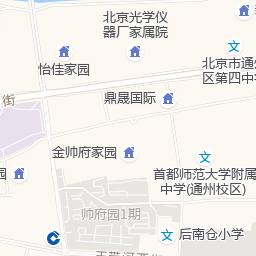 北京光学仪
器厂家属院
怡佳家园
北京市通
区第四中
街
鼎晟国际
金帅府家园
首都师范大学附属
中学(通州校区)
园
帅府园1期
后南仓小学